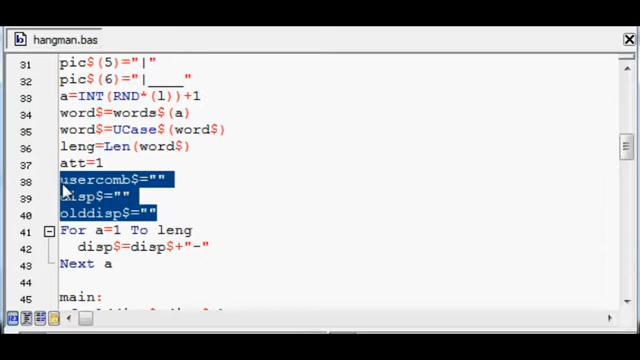 hangman.bas
31 pic$(5)="|"
32 pic$(6)="|____"
33 a=INT(RND*(l))+1
34 word$=words$(a)
35 word$=UCase$(word$)
36 leng=Len(word$)
37 att=1
38 usercomb$=""
39 disp$=""
40 olddisp$=""
41 For a=1 To leng
42 disp$=disp$+"-"
43 Next a
44
45 main: